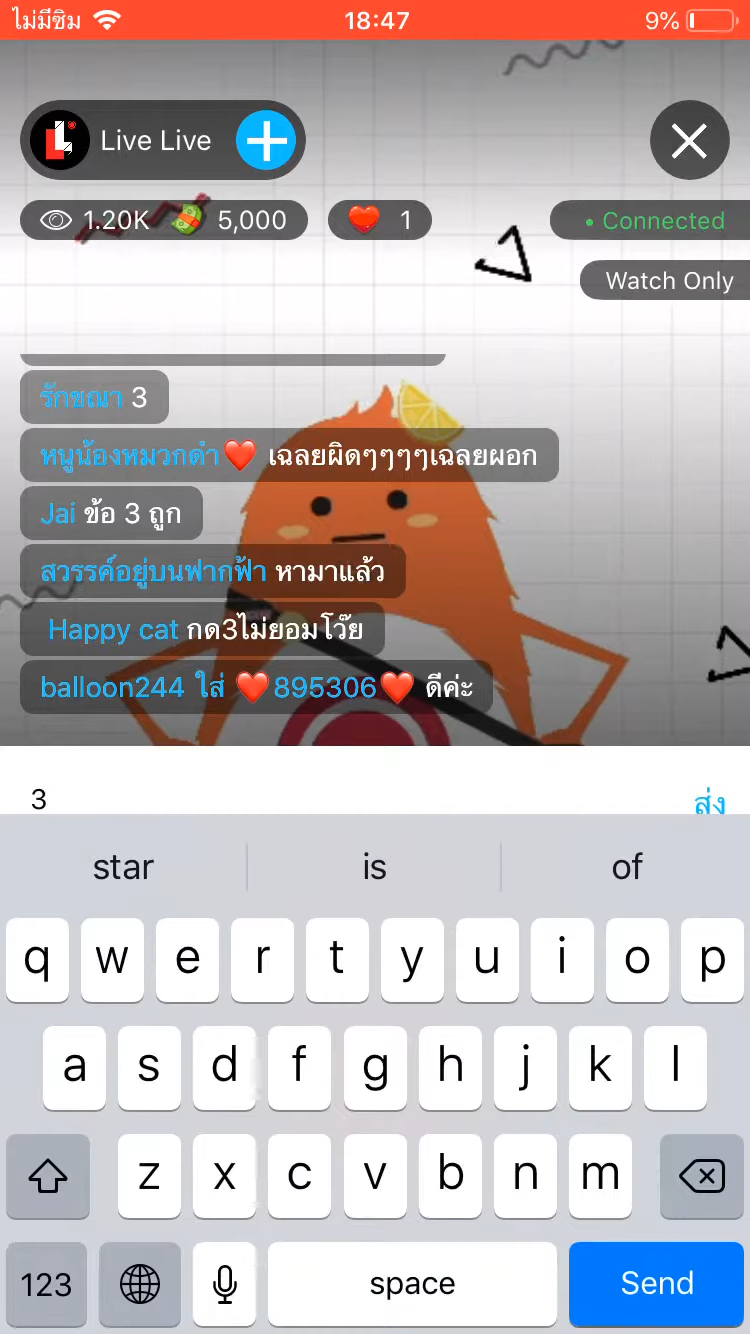 ไม่มีซิม 18:47 9%
Live Live
1.20K 5,000 1 • Connected
Watch Only
รักขณา 3
หนูน้องหมวกดำ❤️ เฉลยผิดๆๆๆๆเฉลยผอก
Jai ข้อ 3 ถูก
สวรรค์อยู่บนฟากฟ้า หามาแล้ว
Happy cat กด3ไม่ยอมโว๊ย
balloon244 ใส่ ❤️895306❤️ ดีค่ะ
3 ส่ง
star is of
q w e r t y u i o p
a s d f g h j k l
z x c v b n m
123 space Send